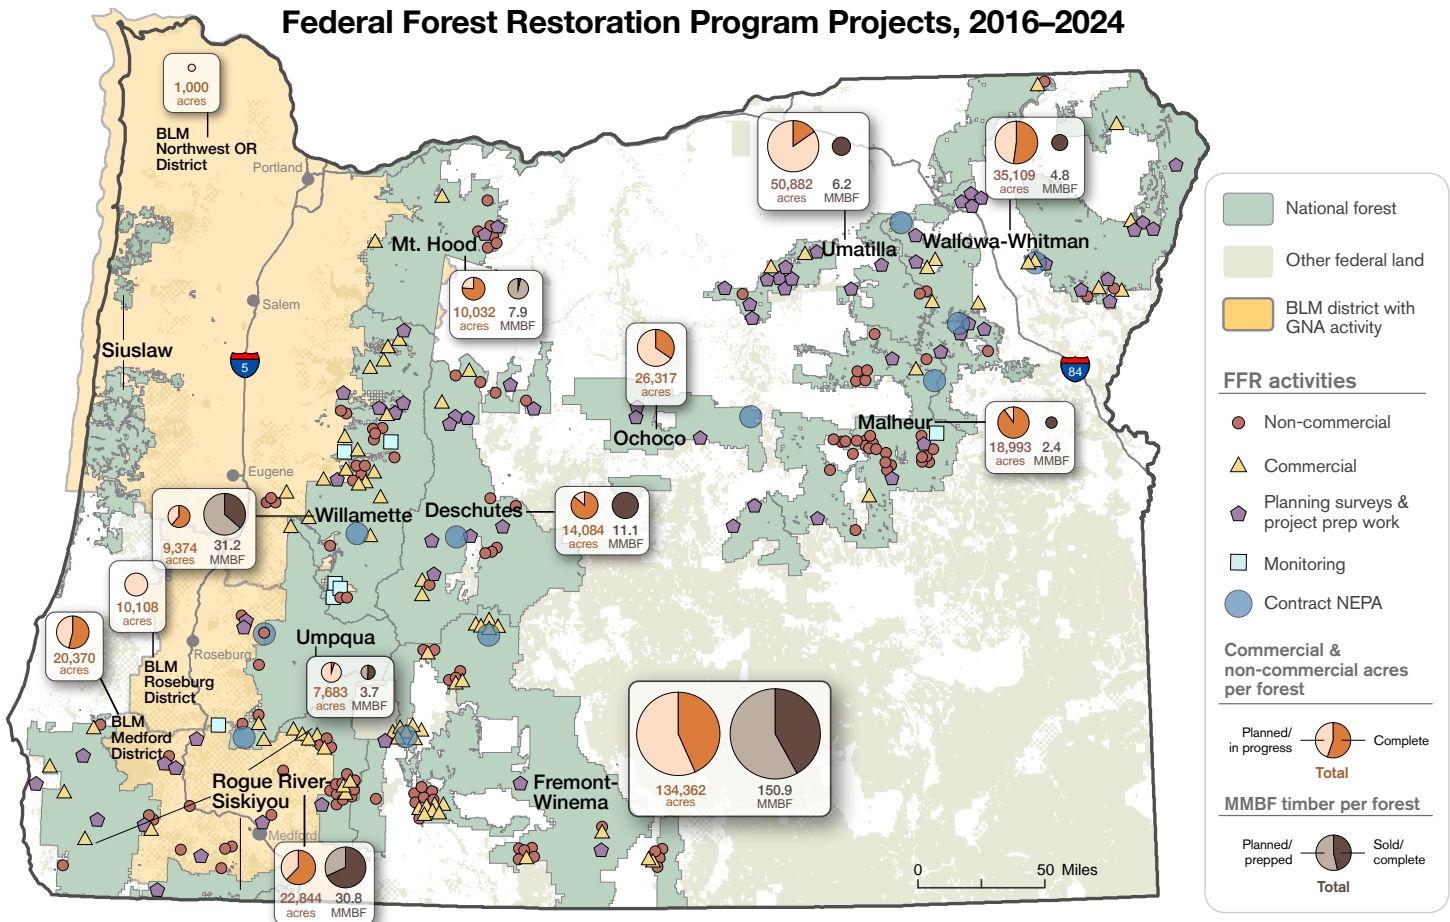 Federal Forest Restoration Program Projects, 2016–2024
1,000
acres
BLM
Northwest OR
District
Portland
50,882
acres
6.2
MMBF
35,109
acres
4.8
MMBF
Mt. Hood
Umatilla
Wallowa-Whitman
10,032
acres
7.9
MMBF
Salem
Siuslaw
5
84
26,317
acres
Ochoco
Malheur
18,993
acres
2.4
MMBF
Eugene
Willamette
9,374
acres
31.2
MMBF
Deschutes
14,084
acres
11.1
MMBF
10,108
acres
20,370
acres
Roseburg
BLM
Roseburg
District
Umpqua
7,683
acres
3.7
MMBF
BLM
Medford
District
Rogue River-
Siskiyou
Medford
22,844
acres
30.8
MMBF
Fremont-
Winema
134,362
acres
150.9
MMBF
0
50 Miles
National forest
Other federal land
BLM district with
GNA activity
FFR activities
Non-commercial
Commercial
Planning surveys &
project prep work
Monitoring
Contract NEPA
Commercial &
non-commercial acres
per forest
Planned/
in progress
Complete
Total
MMBF timber per forest
Planned/
prepped
Sold/
complete
Total